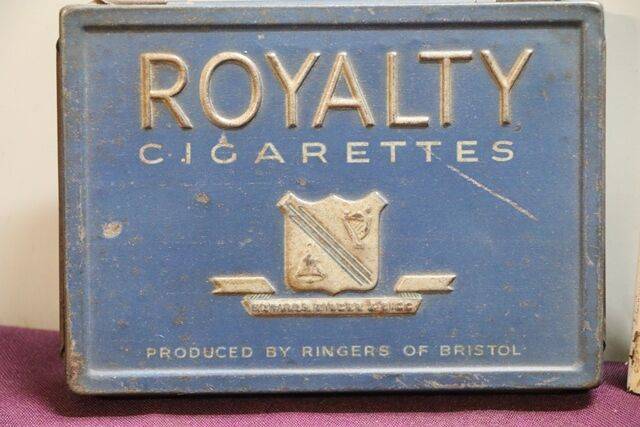 ROYALTY
CIGARETTES
PRODUCED BY RINGERS OF BRISTOL